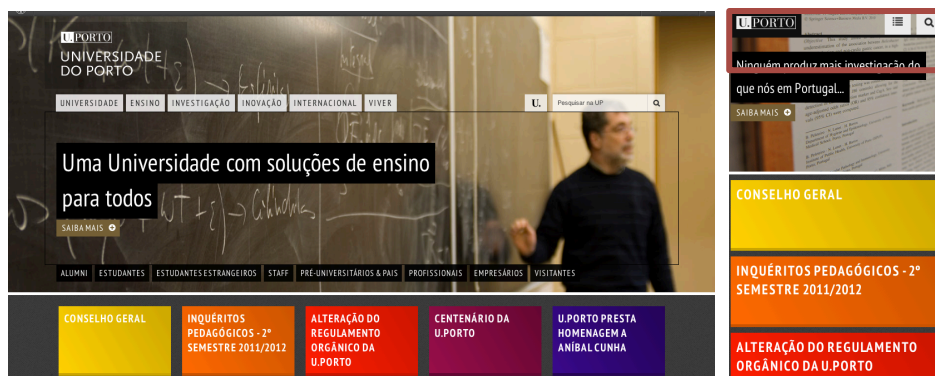 U. PORTO
UNIVERSIDADE
DO PORTO
UNIVERSIDADE ENSINO INVESTIGAÇÃO INOVAÇÃO INTERNACIONAL VIVER
U. Pesquisar na UP
Uma Universidade com soluções de ensino
para todos
SAIBA MAIS
ALUMNI ESTUDANTES ESTUDANTES ESTRANGEIROS STAFF PRÉ-UNIVERSITÁRIOS & PAIS PROFISSIONAIS EMPRESÁRIOS VISITANTES
CONSELHO GERAL
INQUÉRITOS
PEDAGÓGICOS - 2º
SEMESTRE 2011/2012
ALTERAÇÃO DO
REGULAMENTO
ORGÂNICO DA
U.PORTO
CENTENÁRIO DA
U.PORTO
U.PORTO PRESTA
HOMENAGEM A
ANÍBAL CUNHA
U. PORTO
Ninguém produz mais investigação do
que nós em Portugal...
SAIBA MAIS
CONSELHO GERAL
INQUÉRITOS PEDAGÓGICOS - 2º
SEMESTRE 2011/2012
ALTERAÇÃO DO REGULAMENTO
ORGÂNICO DA U.PORTO